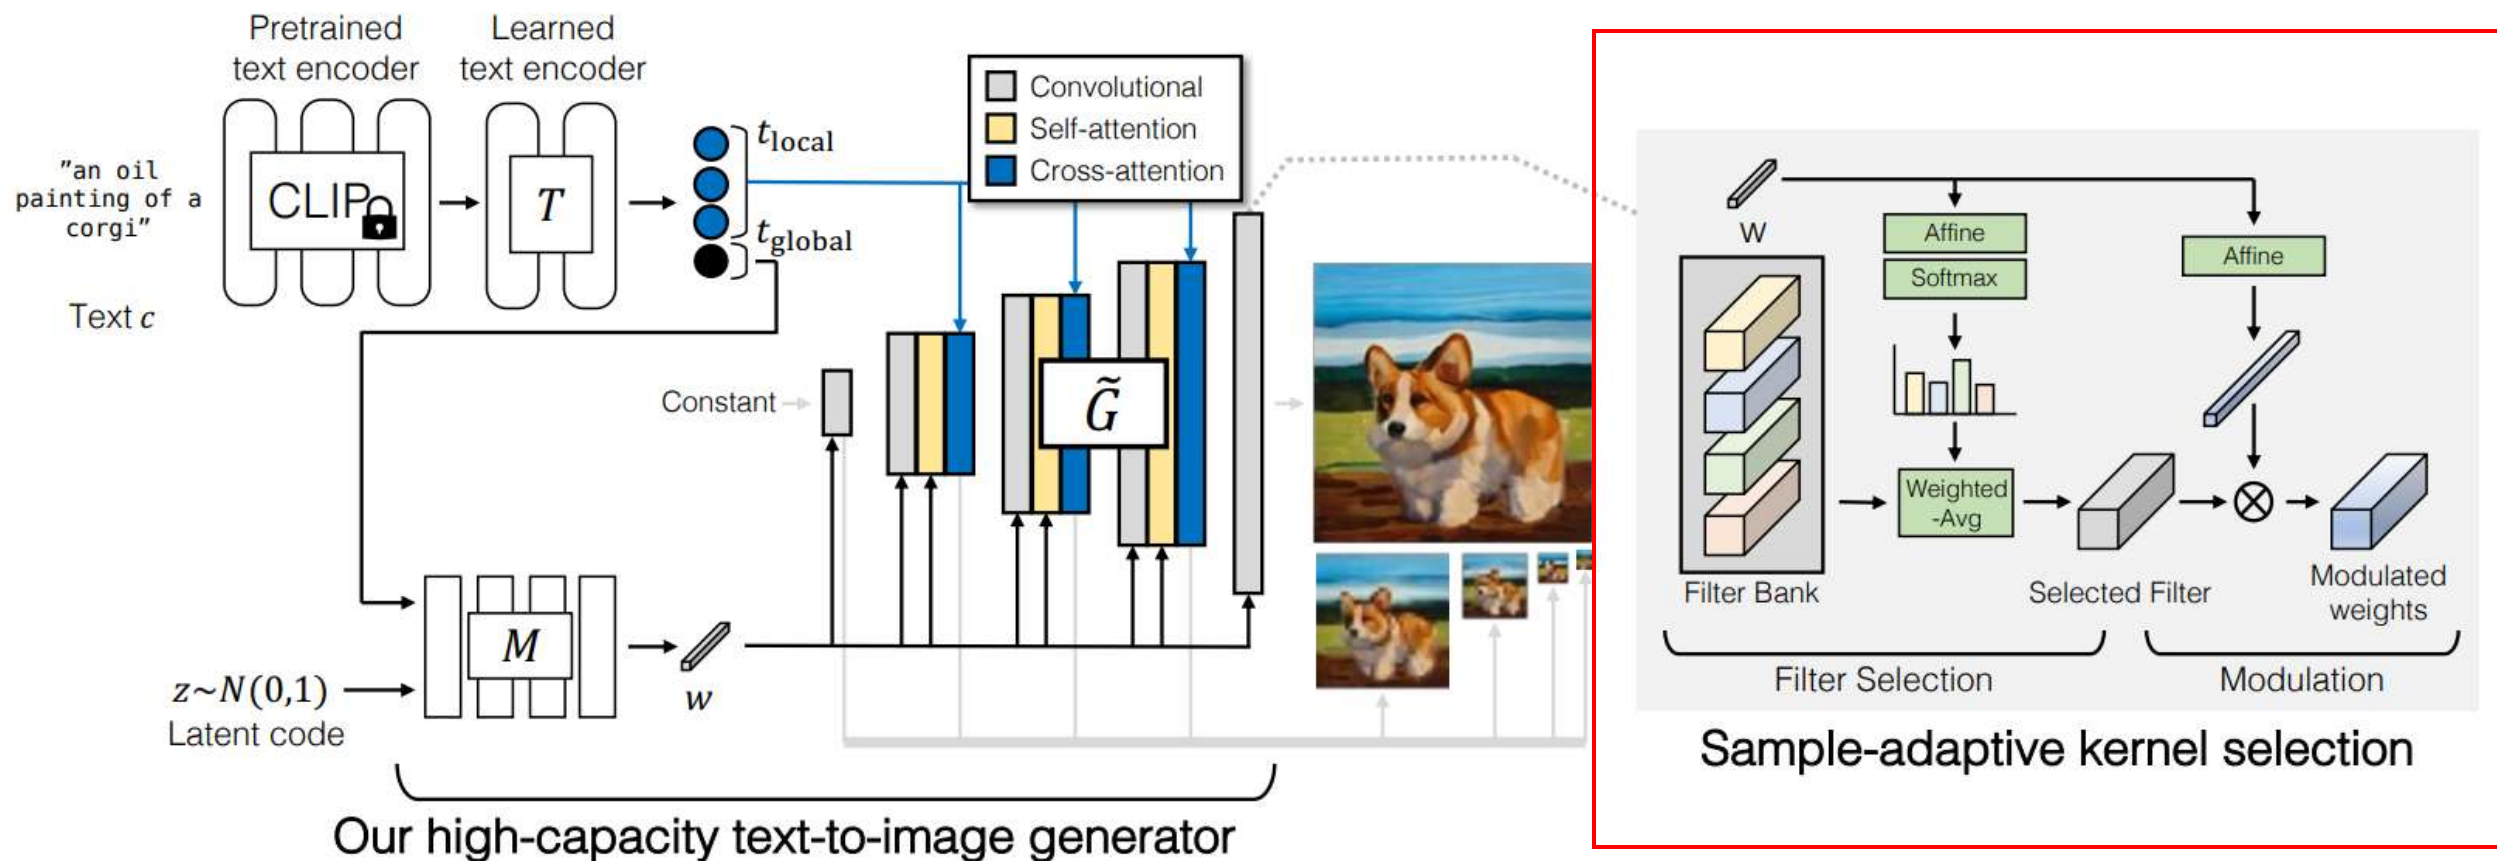 Pretrained
text encoder
Learned
text encoder
"an oil
painting of a
corgi"
CLIP
T
t_local
t_global
Text c
Convolutional
Self-attention
Cross-attention
Constant
G̃
M
w
z~N(0,1)
Latent code
Our high-capacity text-to-image generator
W
Affine
Softmax
Affine
Weighted
-Avg
Filter Bank
Selected Filter
Modulated
weights
Filter Selection
Modulation
Sample-adaptive kernel selection